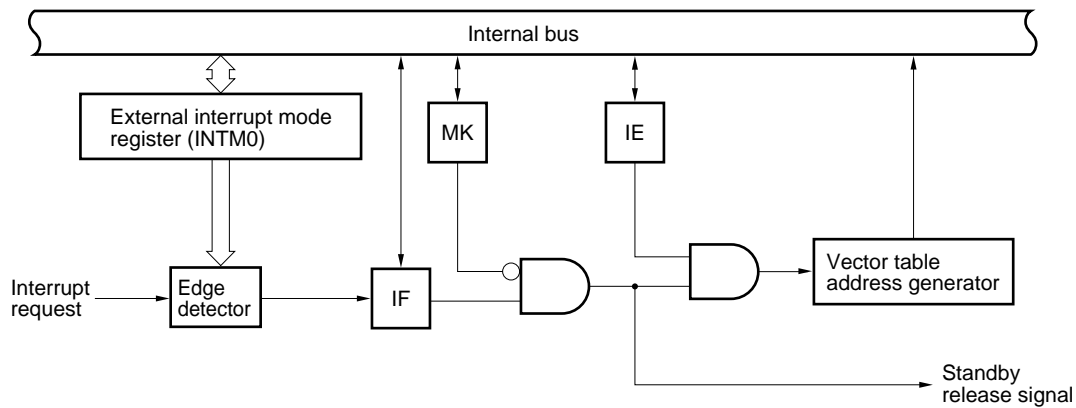 Internal bus
External interrupt mode
register (INTM0)
MK
IE
Interrupt
request
Edge
detector
IF
Vector table
address generator
Standby
release signal